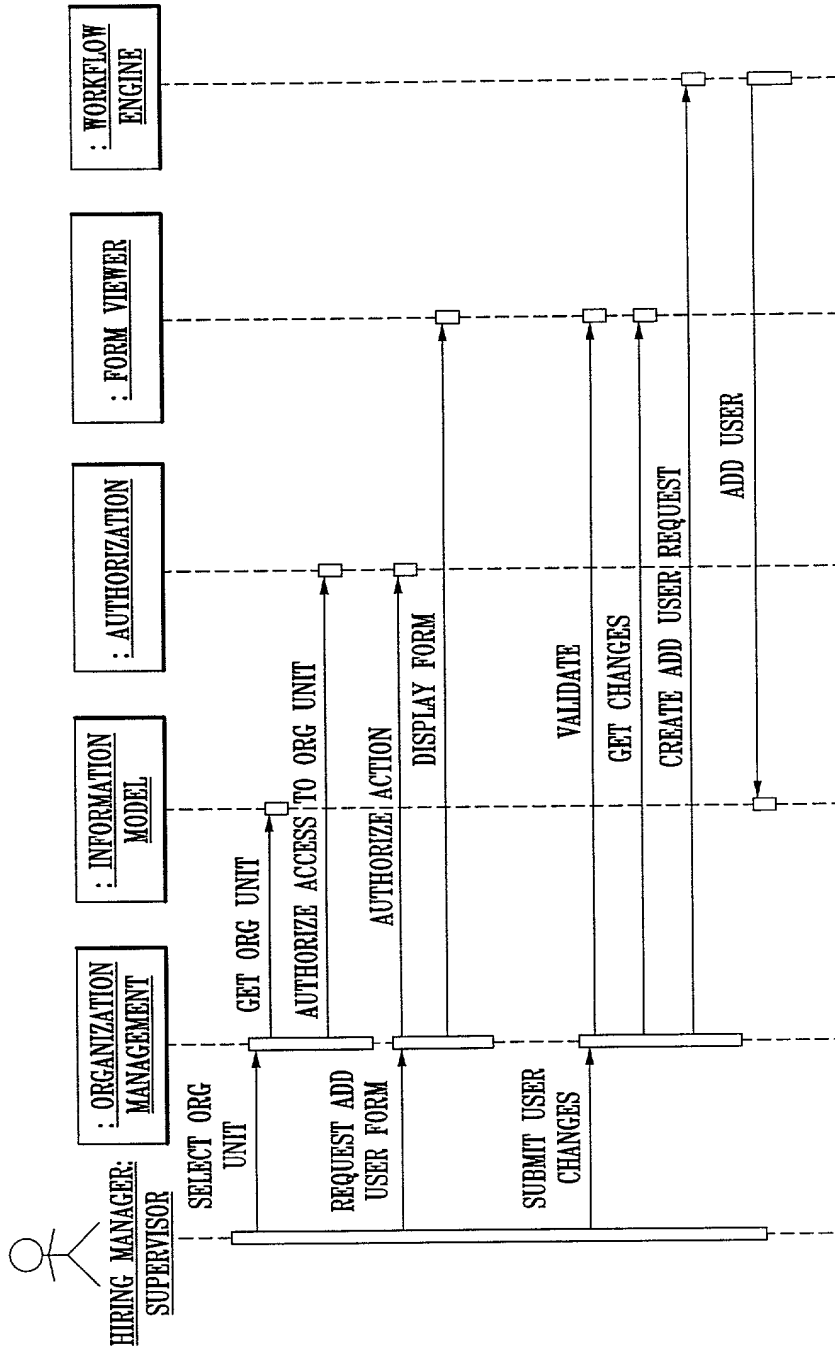 HIRING MANAGER:
SUPERVISOR
: ORGANIZATION
MANAGEMENT
: INFORMATION
MODEL
: AUTHORIZATION
: FORM VIEWER
: WORKFLOW
ENGINE
SELECT ORG
UNIT
GET ORG UNIT
AUTHORIZE ACCESS TO ORG UNIT
REQUEST ADD
USER FORM
AUTHORIZE ACTION
DISPLAY FORM
SUBMIT USER
CHANGES
VALIDATE
GET CHANGES
CREATE ADD USER REQUEST
ADD USER